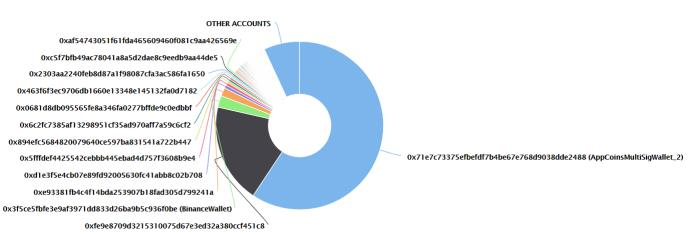 OTHER ACCOUNTS
0xaf54743051f61fda465609460f081c9aa426569e
0xc5f7bfb49ac78041a8a5d2dae8c9eedb9aa44de5
0x2303aa2240feb8d87a1f98087cfa3ac586fa1650
0x463f6f3ec9706db1660e13348e145132fa0d7182
0x0681d8db095565fe8a346fa0277bffde9c0edbbf
0x6c2fc7385af13298951cf35ad970aff7a59c6cf2
0x894efc5684820079640ce597ba831541a722b447
0x5fffdef4425542cebbb445ebad4d757f3608b9e4
0xd1e3f5e4cb07e89fd92005630fc41abb8c02b708
0xe93381fb4c4f14bda253907b18fad305d799241a
0x3f5ce5fbfe3e9af3971dd833d26ba9b5c936f0be (BinanceWallet)
0xfe9e8709d3215310075d67e3ed32a380ccf451c8
0x71e7c73375efbefdf7b4be67e768d9038dde2488 (AppCoinsMultiSigWallet_2)